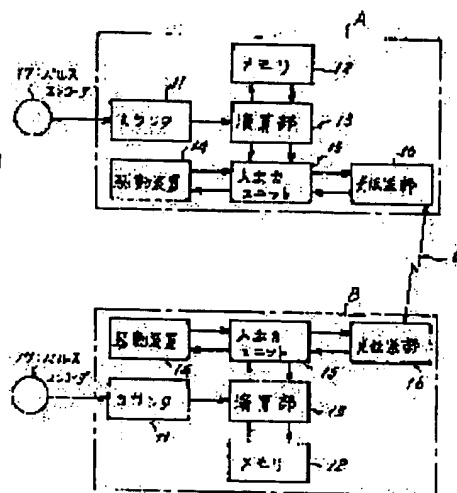 A
17:パルス
エンコーダ
11
カウンタ
メモリ
12
演算部
13
14
駆動装置
入出力
ユニット
15
16
光伝送部
B
駆動装置
14
入出力
ユニット
15
光伝送部
16
17:パルス
エンコーダ
カウンタ
11
演算部
13
メモリ
12